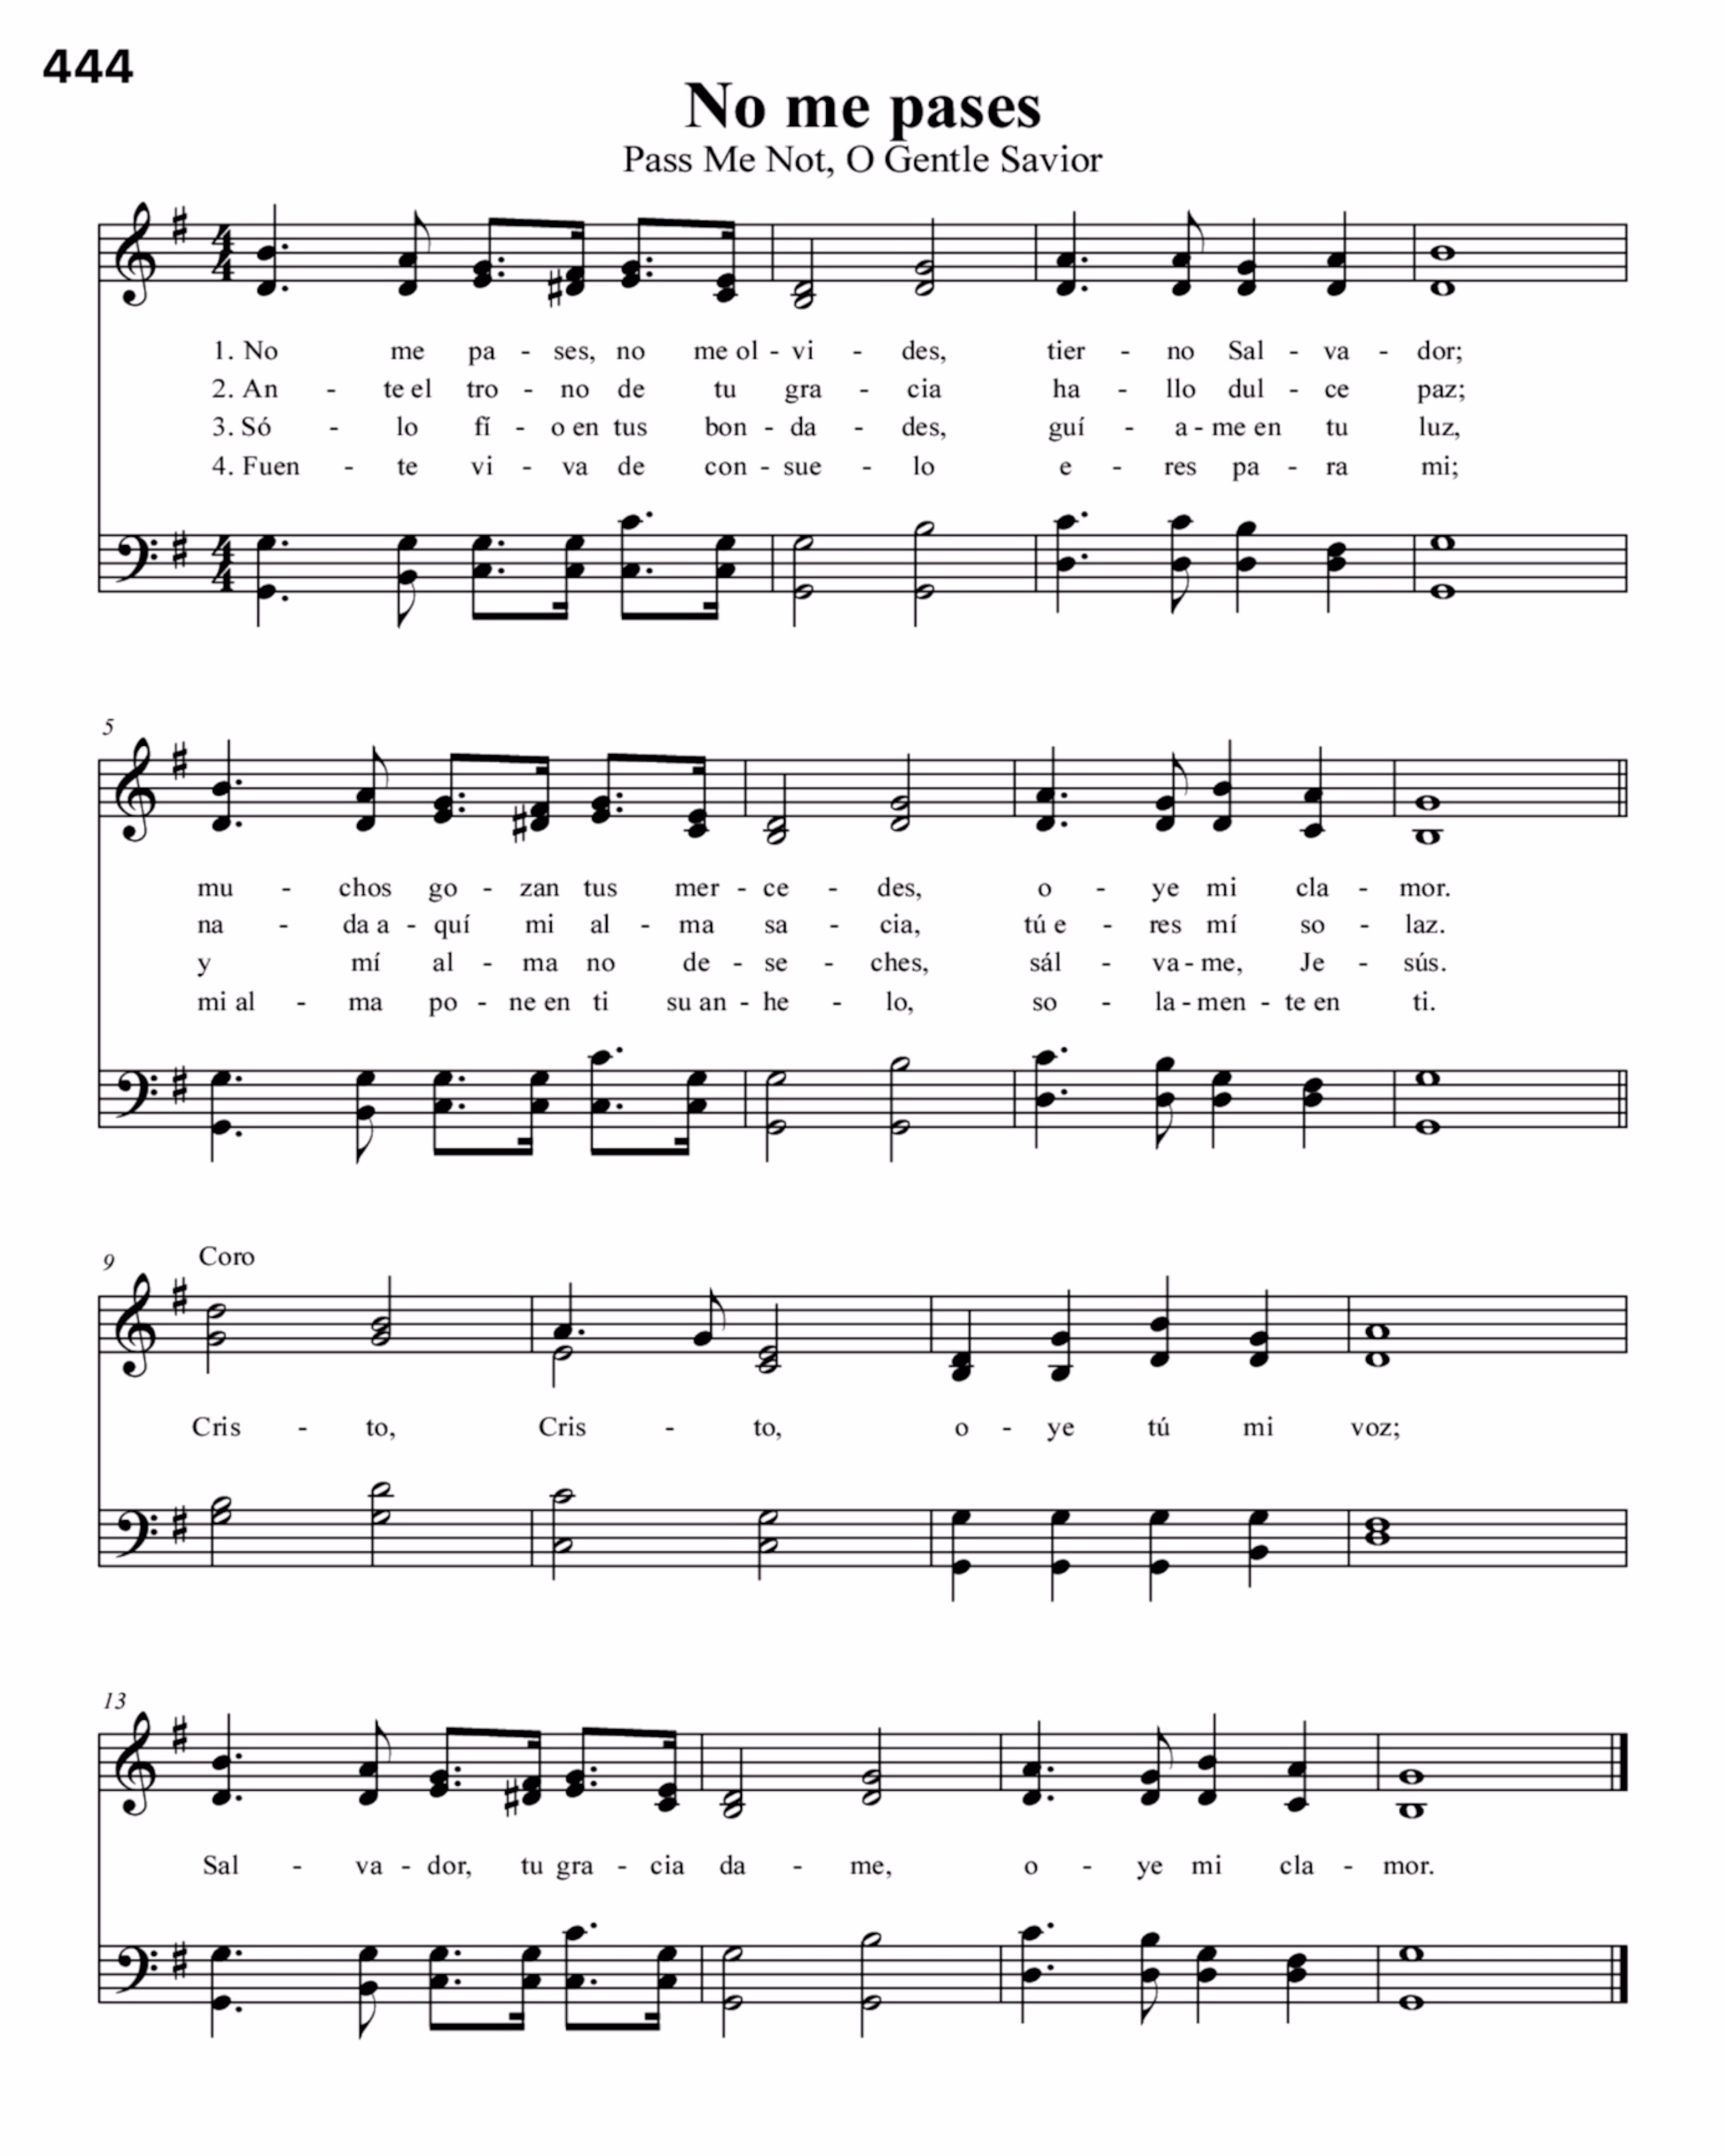 444
No me pases
Pass Me Not, O Gentle Savior
1. No me pa - ses, no me ol - vi - des, tier - no Sal - va - dor;
2. An - te el tro - no de tu gra - cia ha - llo dul - ce paz;
3. Só - lo fí - o en tus bon - da - des, guí - a - me en tu luz,
4. Fuen - te vi - va de con - sue - lo e - res pa - ra mi;
5
mu - chos go - zan tus mer - ce - des, o - ye mi cla - mor.
na - da a - quí mi al - ma sa - cia, tú e - res mí so - laz.
y mí al - ma no de - se - ches, sál - va - me, Je - sús.
mi al - ma po - ne en ti su an - he - lo, so - la - men - te en ti.
9
Coro
Cris - to, Cris - to, o - ye tú mi voz;
13
Sal - va - dor, tu gra - cia da - me, o - ye mi cla - mor.